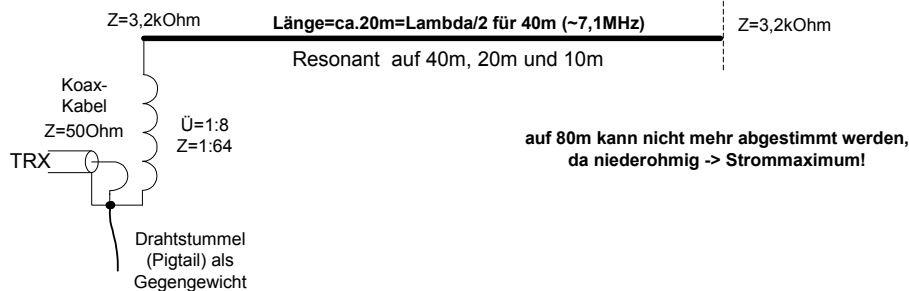 Z=3,2kOhm
Länge=ca.20m=Lambda/2 für 40m (~7,1MHz)
Z=3,2kOhm
Resonant auf 40m, 20m und 10m
Koax-
Kabel
Z=50Ohm
TRX
Ü=1:8
Z=1:64
auf 80m kann nicht mehr abgestimmt werden,
da niederohmig -> Strommaximum!
Drahtstummel
(Pigtail) als
Gegengewicht